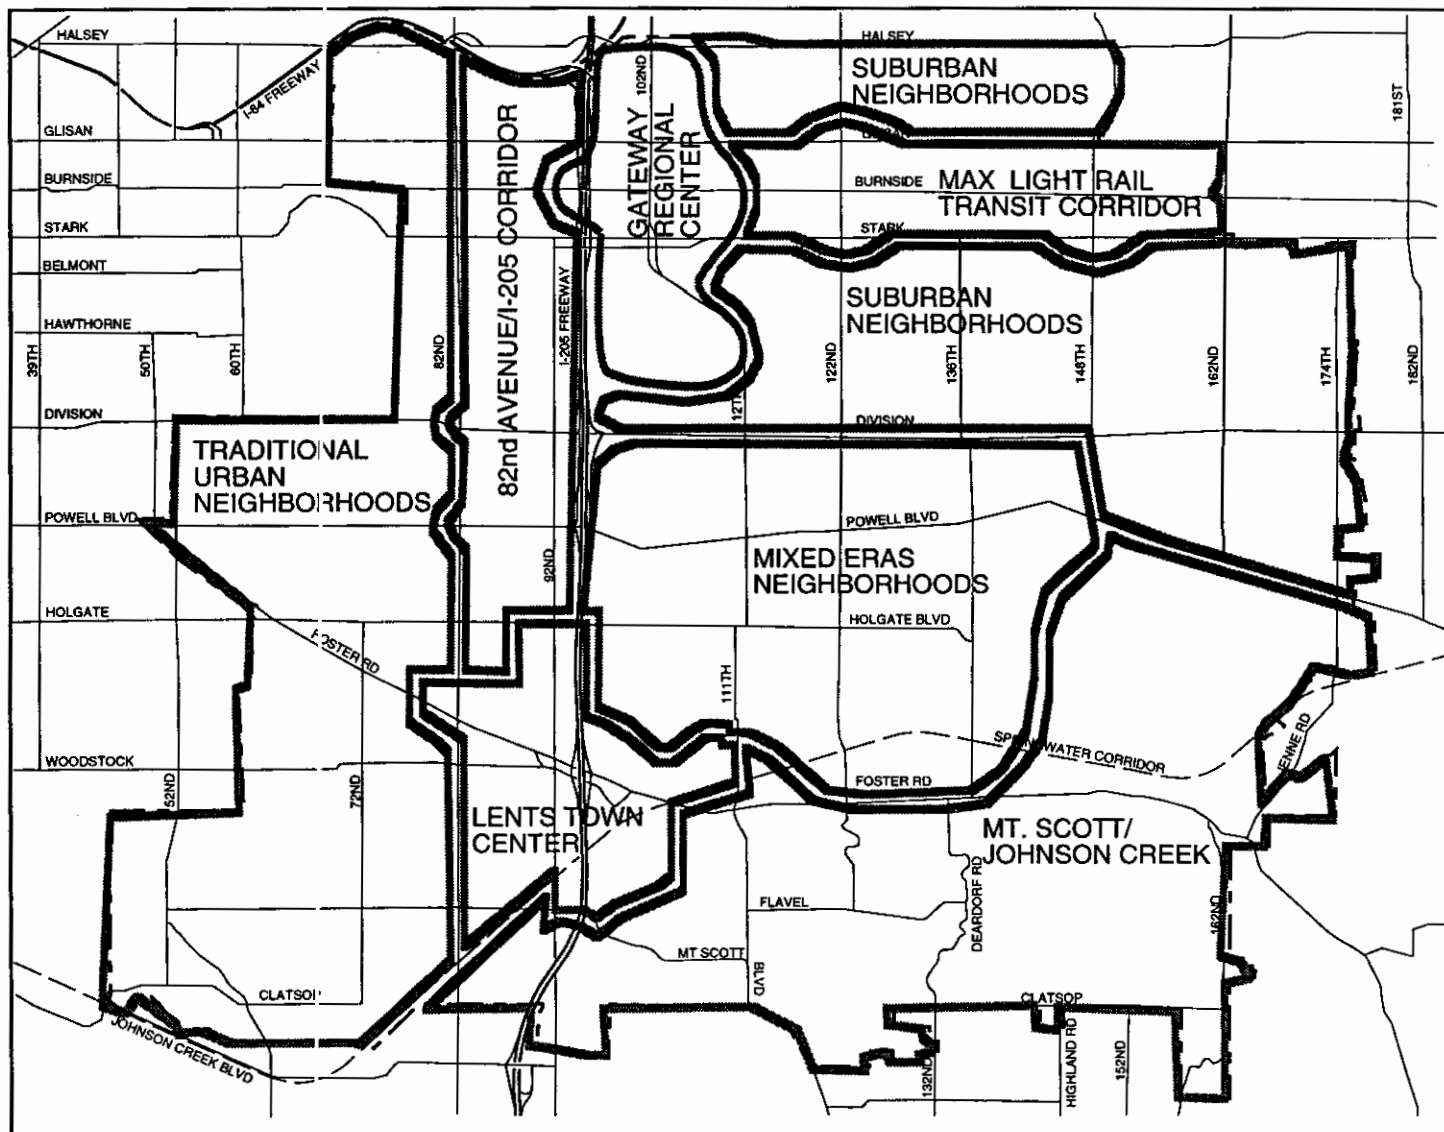 HALSEY
HALSEY
I-84 FREEWAY
102ND
181ST
SUBURBAN
NEIGHBORHOODS
GLISAN
82nd AVENUE/I-205 CORRIDOR
GATEWAY
REGIONAL
CENTER
BURNSIDE
BURNSIDE
MAX LIGHT RAIL
TRANSIT CORRIDOR
STARK
STARK
BELMONT
HAWTHORNE
SUBURBAN
NEIGHBORHOODS
39TH
50TH
60TH
82ND
I-205 FREEWAY
122ND
136TH
148TH
162ND
174TH
182ND
DIVISION
DIVISION
TRADITIONAL
URBAN
NEIGHBORHOODS
POWELL BLVD
POWELL BLVD
92ND
MIXED ERAS
NEIGHBORHOODS
HOLGATE
HOLGATE BLVD
FOSTER RD
111TH
WOODSTOCK
SPRINGWATER CORRIDOR
JENNE RD
52ND
72ND
FOSTER RD
LENTS TOWN
CENTER
MT. SCOTT/
JOHNSON CREEK
FLAVEL
DEARDORF RD
162ND
MT SCOTT
BLVD
CLATSOP
CLATSOP
JOHNSON CREEK BLVD
132ND
HIGHLAND RD
152ND